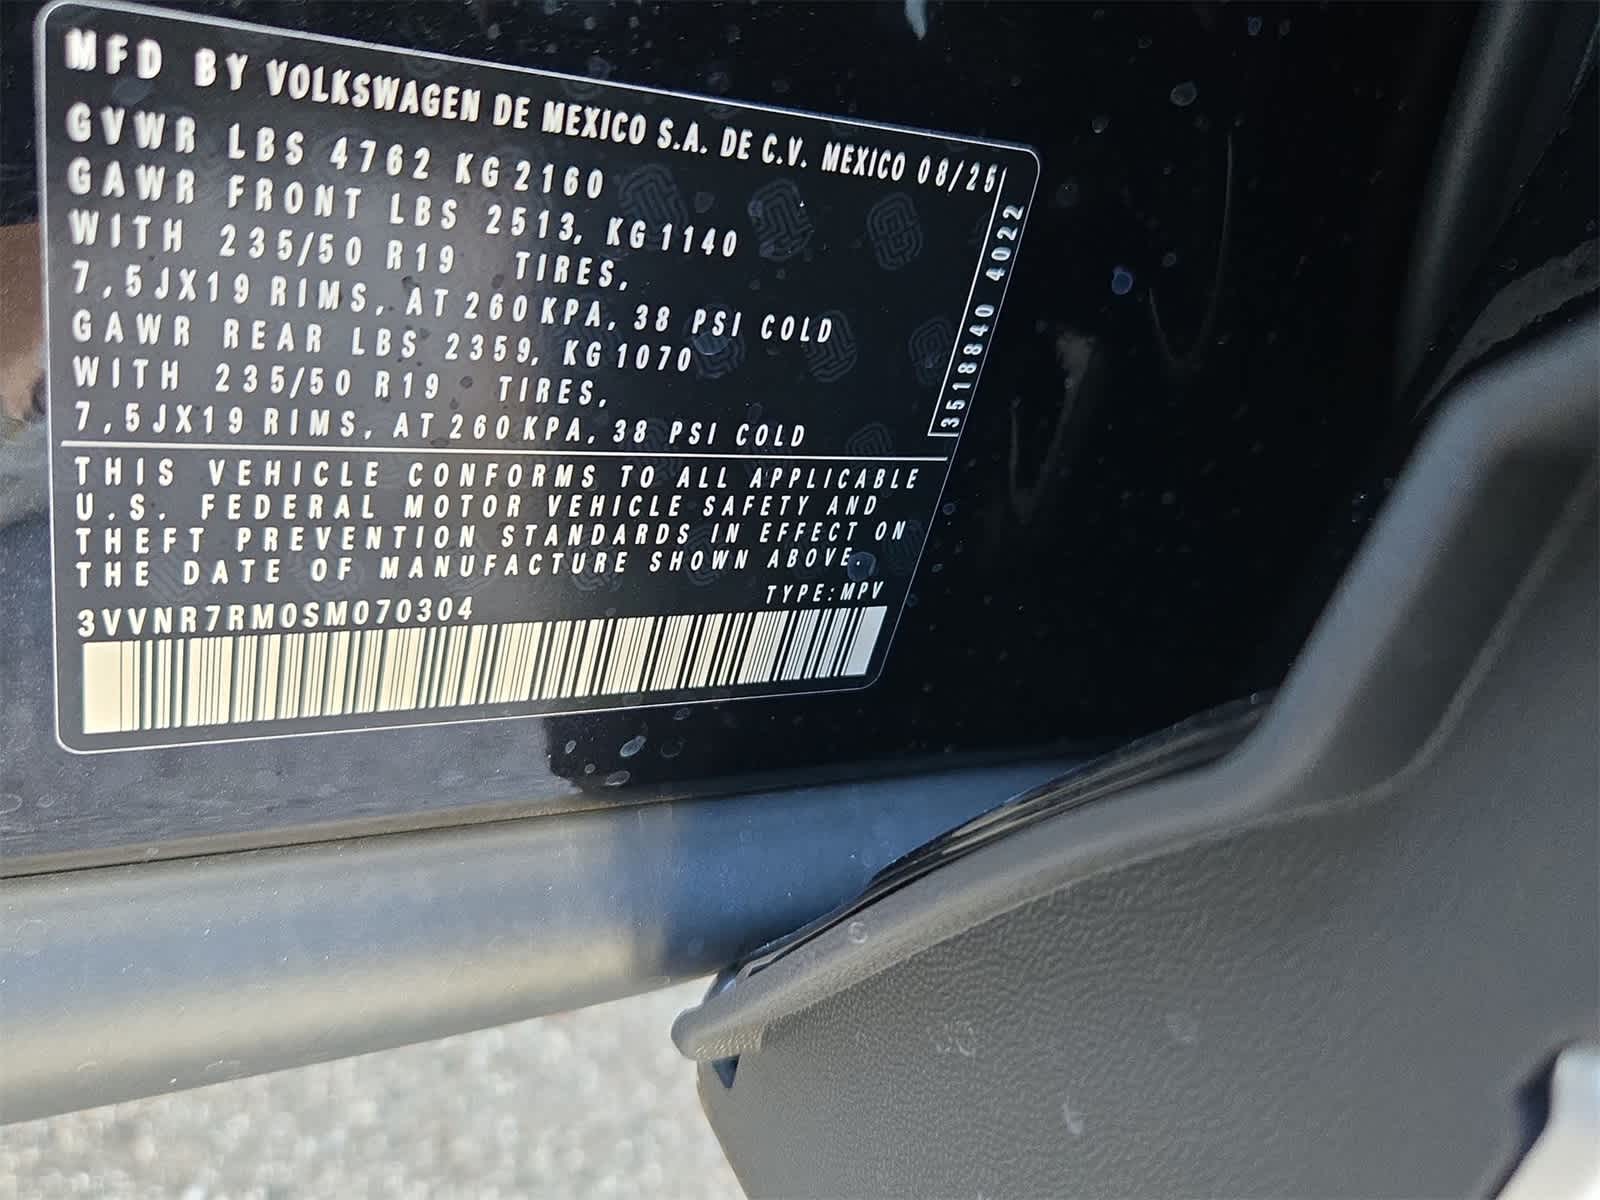 MFD BY VOLKSWAGEN DE MEXICO S.A. DE C.V. MEXICO 08/25
GVWR LBS 4762 KG 2160
GAWR FRONT LBS 2513, KG 1140
WITH 235/50 R19 TIRES,
7,5JX19 RIMS, AT 260 KPA, 38 PSI COLD
GAWR REAR LBS 2359, KG 1070
WITH 235/50 R19 TIRES,
7,5JX19 RIMS, AT 260 KPA, 38 PSI COLD
3518840 4022
THIS VEHICLE CONFORMS TO ALL APPLICABLE
U.S. FEDERAL MOTOR VEHICLE SAFETY AND
THEFT PREVENTION STANDARDS IN EFFECT ON
THE DATE OF MANUFACTURE SHOWN ABOVE.
TYPE: MPV
3VVNR7RM0SM070304